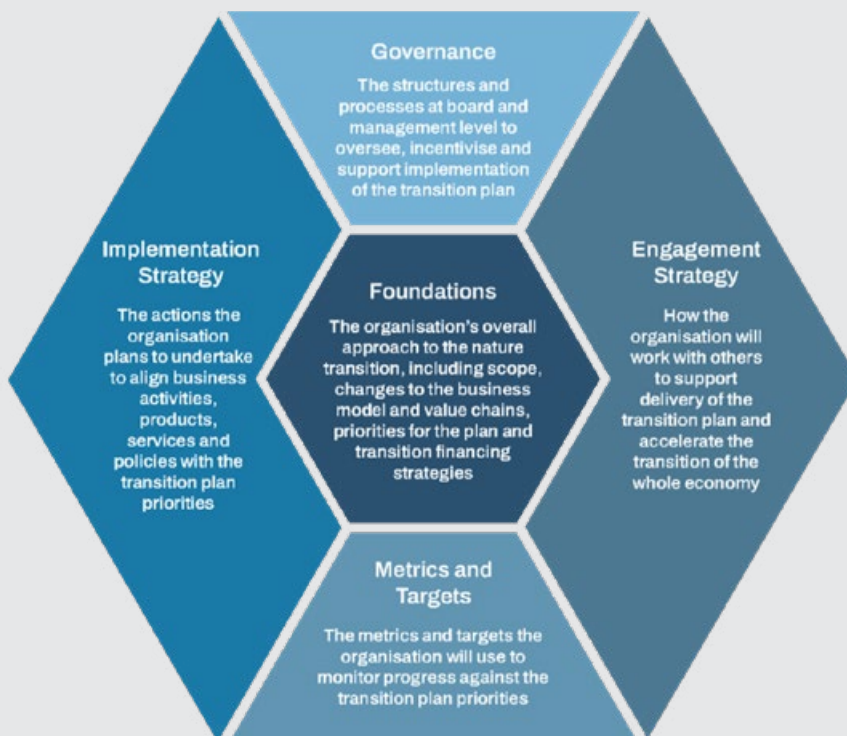 Governance
The structures and
processes at board and
management level to
oversee, incentivise and
support implementation
of the transition plan
Implementation
Strategy
The actions the
organisation
plans to undertake
to align business
activities,
products,
services and
policies with the
transition plan
priorities
Foundations
The organisation's overall
approach to the nature
transition, including scope,
changes to the business
model and value chains,
priorities for the plan and
transition financing
strategies
Engagement
Strategy
How the
organisation will
work with others
to support
delivery of the
transition plan and
accelerate the
transition of the
whole economy
Metrics and
Targets
The metrics and targets the
organisation will use to
monitor progress against the
transition plan priorities